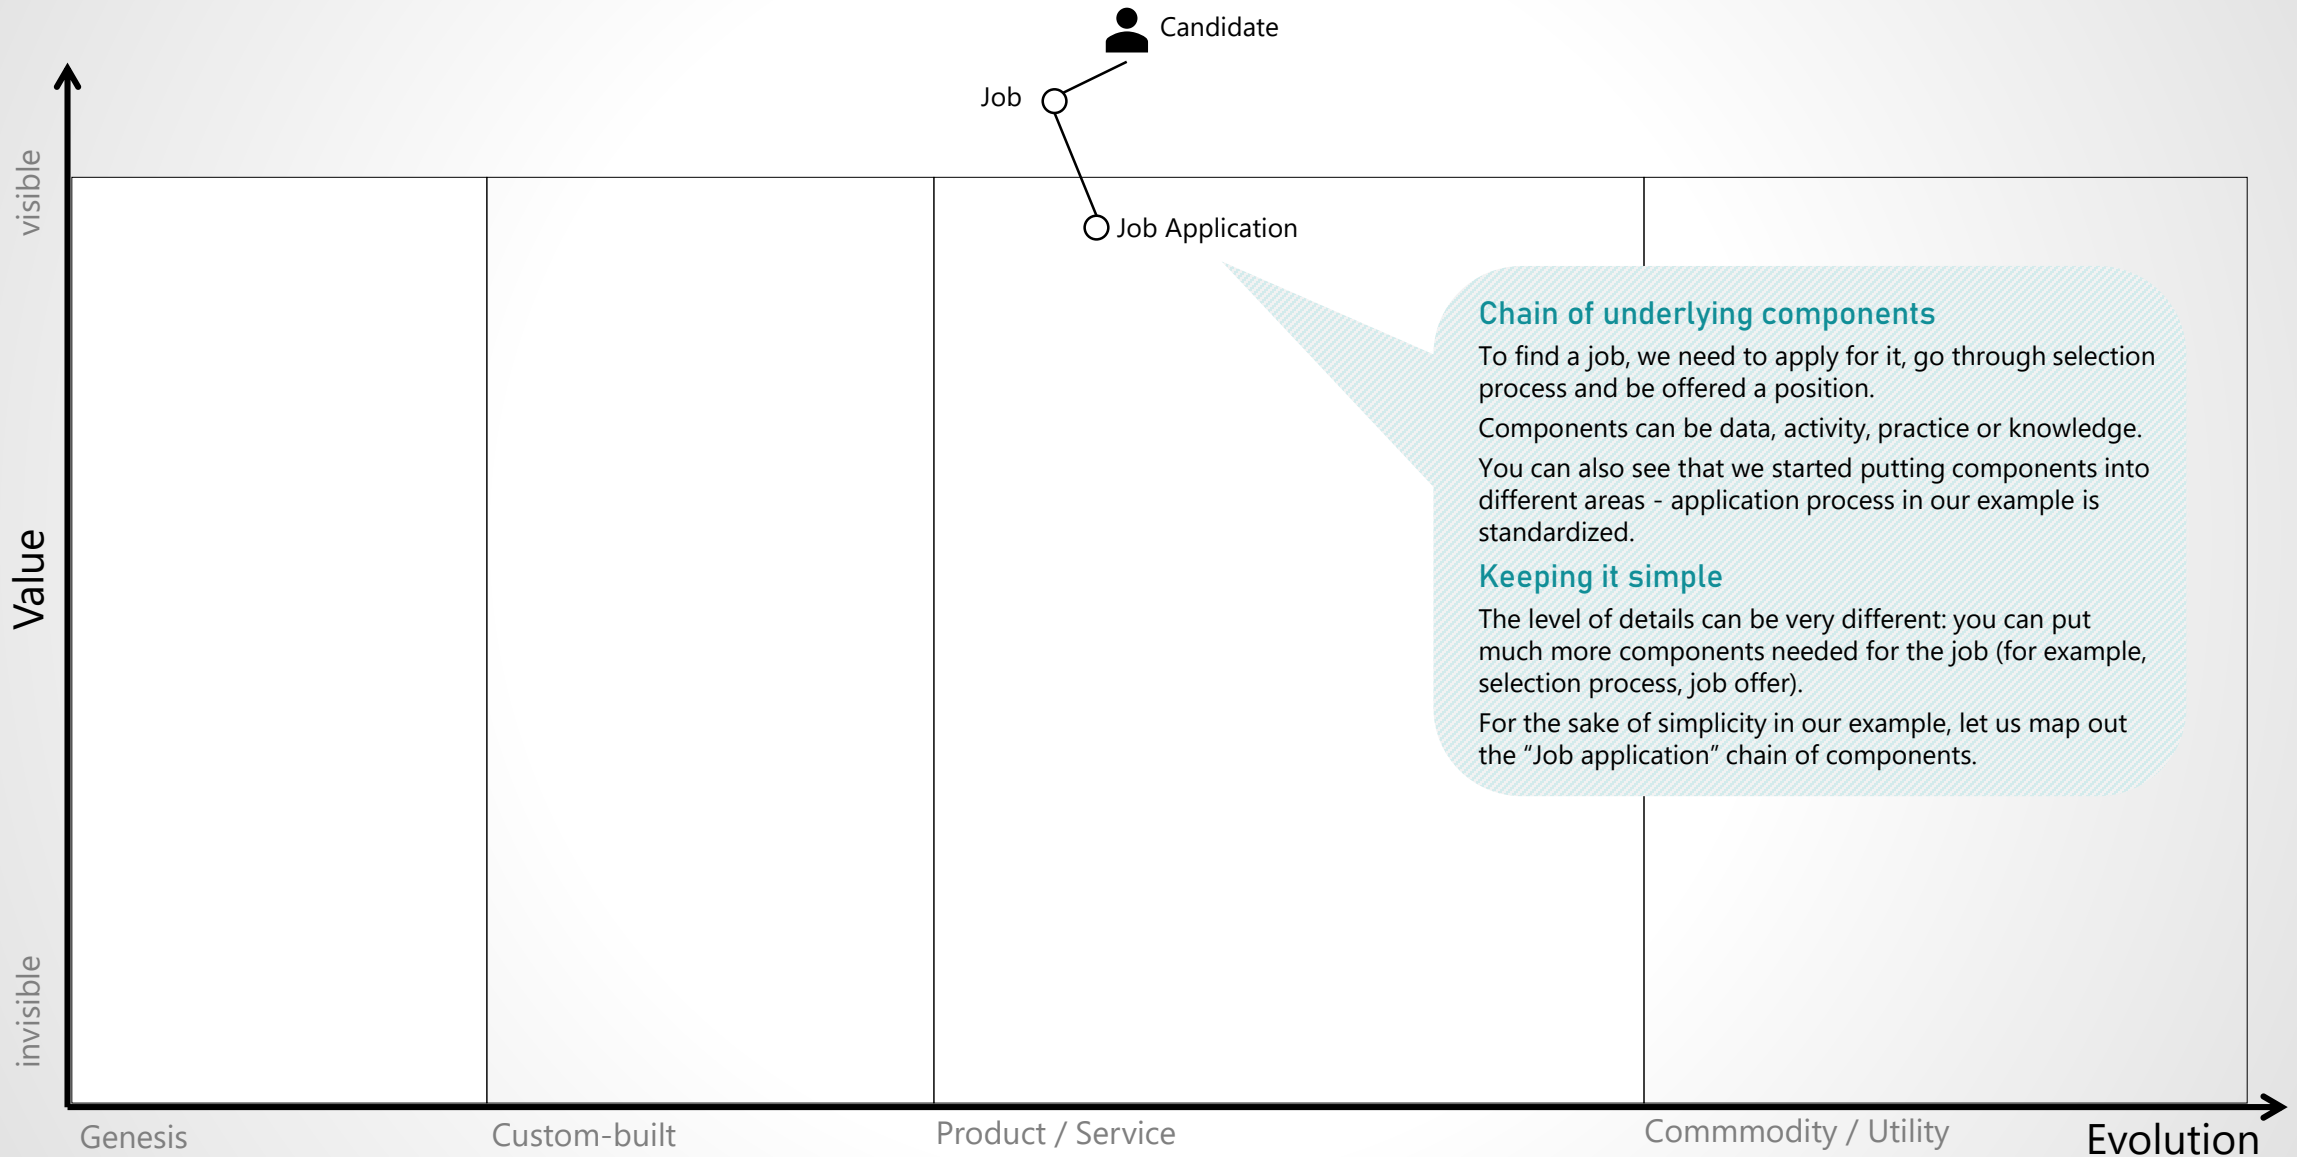 Candidate
Job
visible
Job Application
Chain of underlying components
To find a job, we need to apply for it, go through selection
process and be offered a position.
Components can be data, activity, practice or knowledge.
You can also see that we started putting components into
different areas - application process in our example is
standardized.
Value
Keeping it simple
The level of details can be very different: you can put
much more components needed for the job (for example,
selection process, job offer).
For the sake of simplicity in our example, let us map out
the “Job application” chain of components.
invisible
Genesis
Custom-built
Product / Service
Commmodity / Utility
Evolution